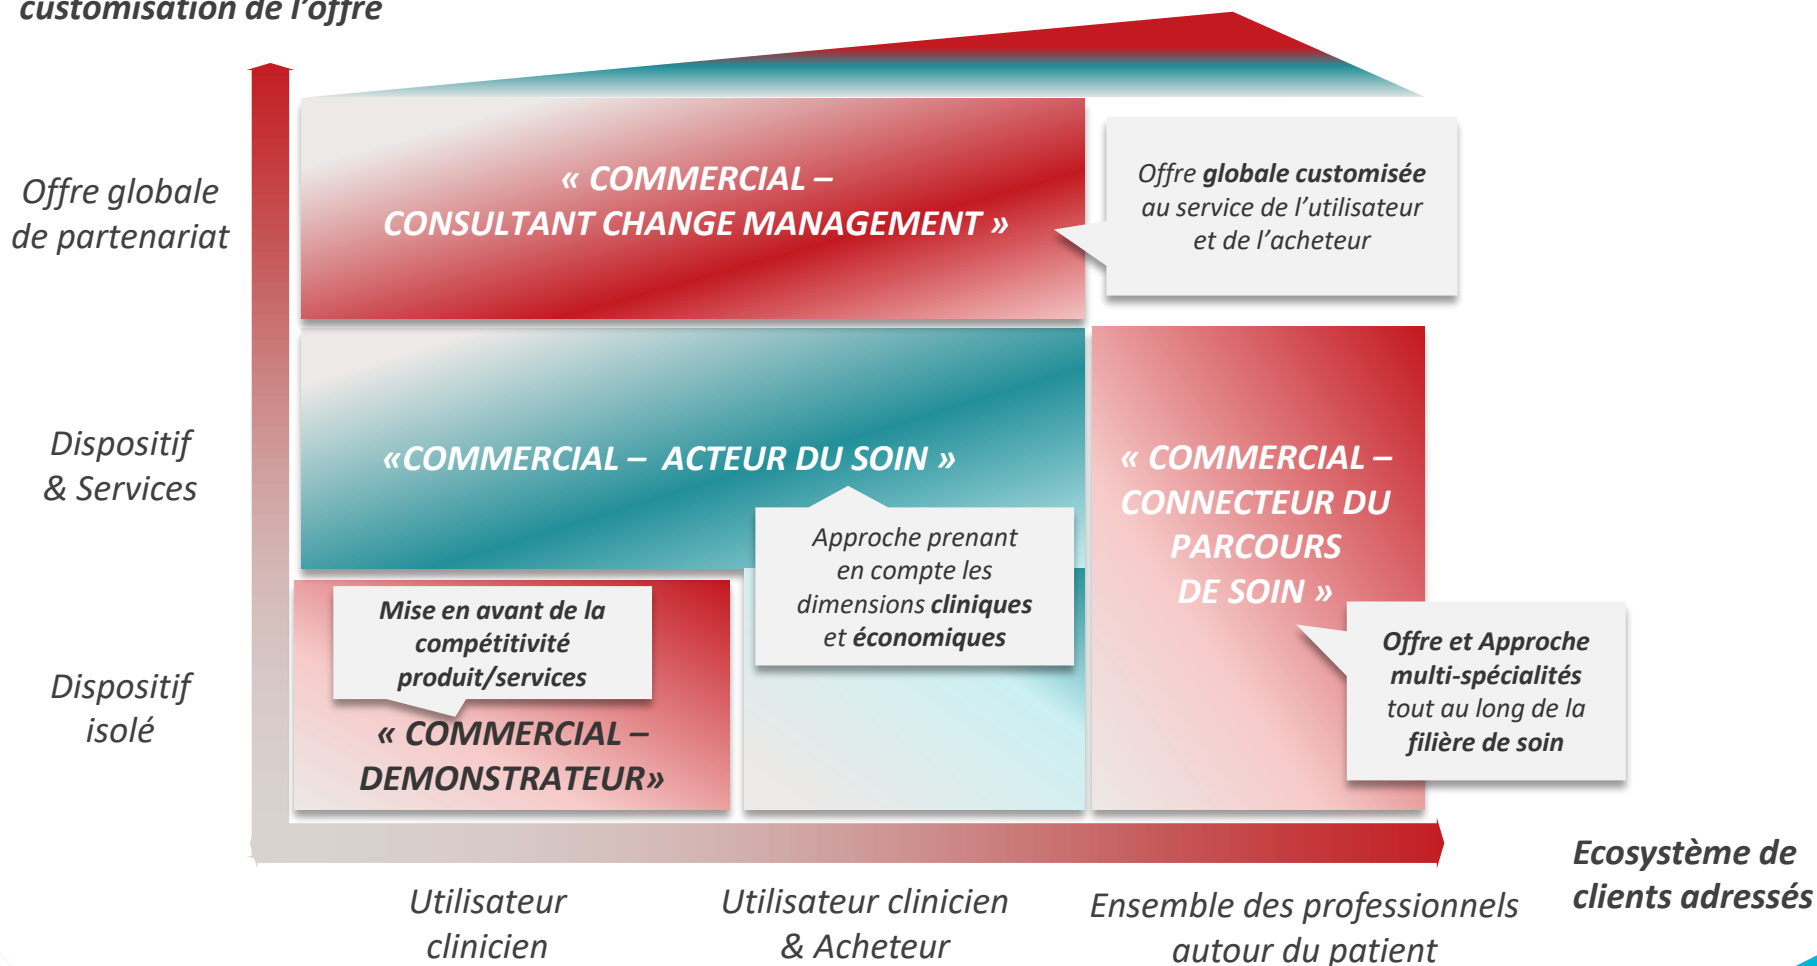 customisation de l'offre
Offre globale
de partenariat
« COMMERCIAL –
CONSULTANT CHANGE MANAGEMENT »
Offre globale customisée
au service de l'utilisateur
et de l'acheteur
Dispositif
& Services
«COMMERCIAL – ACTEUR DU SOIN »
Approche prenant
en compte les
dimensions cliniques
et économiques
« COMMERCIAL –
CONNECTEUR DU
PARCOURS
DE SOIN »
Offre et Approche
multi-spécialités
tout au long de la
filière de soin
Dispositif
isolé
Mise en avant de la
compétitivité
produit/services
« COMMERCIAL –
DEMONSTRATEUR»
Ecosystème de
clients adressés
Utilisateur
clinicien
Utilisateur clinicien
& Acheteur
Ensemble des professionnels
autour du patient